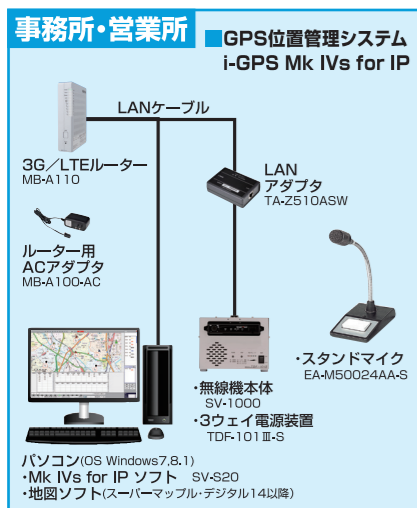 事務所・営業所
■GPS位置管理システム
i-GPS Mk IVs for IP
LANケーブル
3G／LTEルーター
MB-A110
LAN
アダプタ
TA-Z510ASW
ルーター用
ACアダプタ
MB-A100-AC
・スタンドマイク
EA-M50024AA-S
・無線機本体
SV-1000
・3ウェイ電源装置
TDF-101Ⅲ-S
パソコン(OS Windows7,8.1)
・Mk IVs for IP ソフト SV-S20
・地図ソフト(スーパーマップル・デジタル14以降)